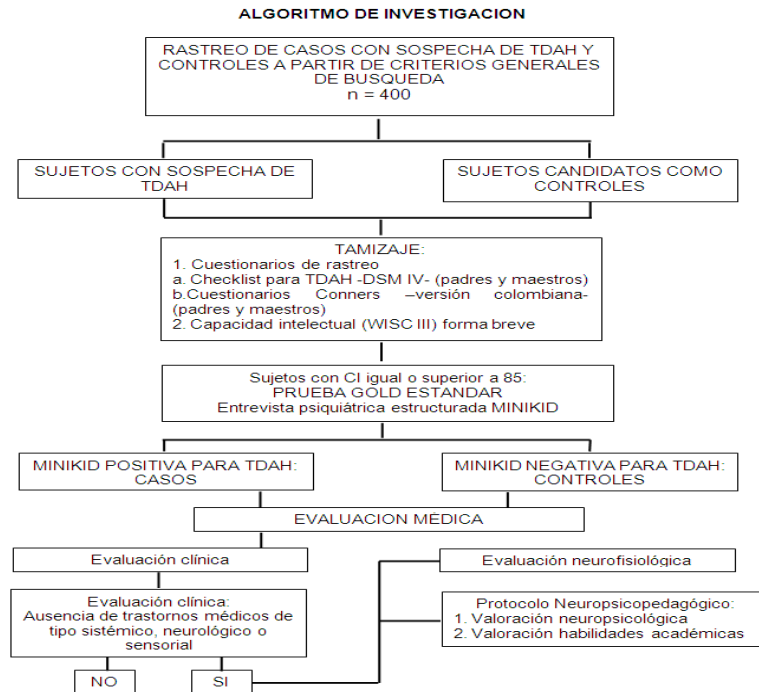 ALGORITMO DE INVESTIGACION
RASTREO DE CASOS CON SOSPECHA DE TDAH Y
CONTROLES A PARTIR DE CRITERIOS GENERALES
DE BUSQUEDA
n = 400
SUJETOS CON SOSPECHA DE
TDAH
SUJETOS CANDIDATOS COMO
CONTROLES
TAMIZAJE:
1. Cuestionarios de rastreo
a. Checklist para TDAH -DSM IV- (padres y maestros)
b.Cuestionarios Conners –versión colombiana-
(padres y maestros)
2. Capacidad intelectual (WISC III) forma breve
Sujetos con CI igual o superior a 85:
PRUEBA GOLD ESTANDAR
Entrevista psiquiátrica estructurada MINIKID
MINIKID POSITIVA PARA TDAH:
CASOS
MINIKID NEGATIVA PARA TDAH:
CONTROLES
EVALUACION MÉDICA
Evaluación clínica
Evaluación neurofisiológica
Evaluación clínica:
Ausencia de trastornos médicos de
tipo sistémico, neurológico o
sensorial
Protocolo Neuropsicopedagógico:
1. Valoración neuropsicológica
2. Valoración habilidades académicas
NO
SI